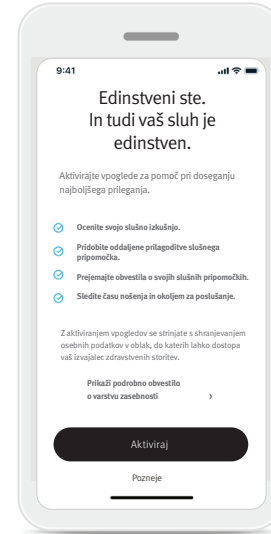 9:41
Edinstveni ste.
In tudi vaš sluh je
edinstven.
Aktivirajte vpoglede za pomoč pri doseganju
najboljšega prileganja.
Ocenite svojo slušno izkušnjo.
Pridobite oddaljene prilagoditve slušnega
pripomočka.
Prejemajte obvestila o svojih slušnih pripomočkih.
Sledite času nošenja in okoljem za poslušanje.
Z aktiviranjem vpogledov se strinjate s shranjevanjem
osebnih podatkov v oblak, do katerih lahko dostopa
vaš izvajalec zdravstvenih storitev.
Prikaži podrobno obvestilo
o varstvu zasebnosti
Aktiviraj
Pozneje